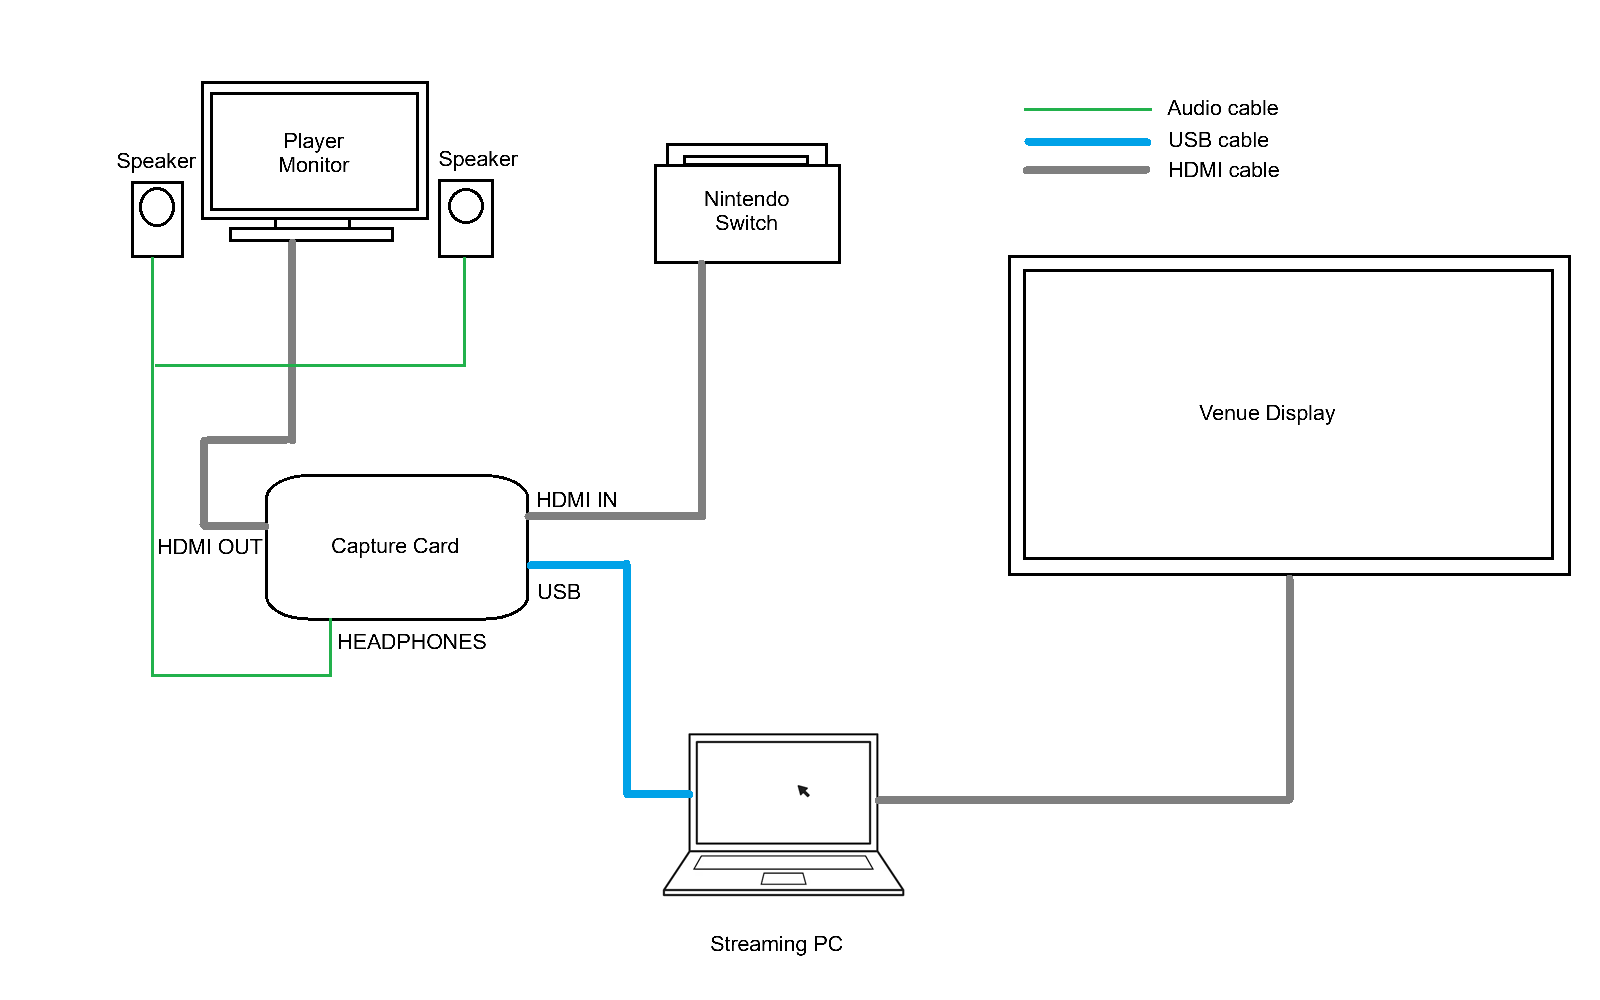 Audio cable
USB cable
HDMI cable
Player
Monitor
Speaker
Speaker
Nintendo
Switch
Venue Display
HDMI IN
HDMI OUT
Capture Card
USB
HEADPHONES
Streaming PC